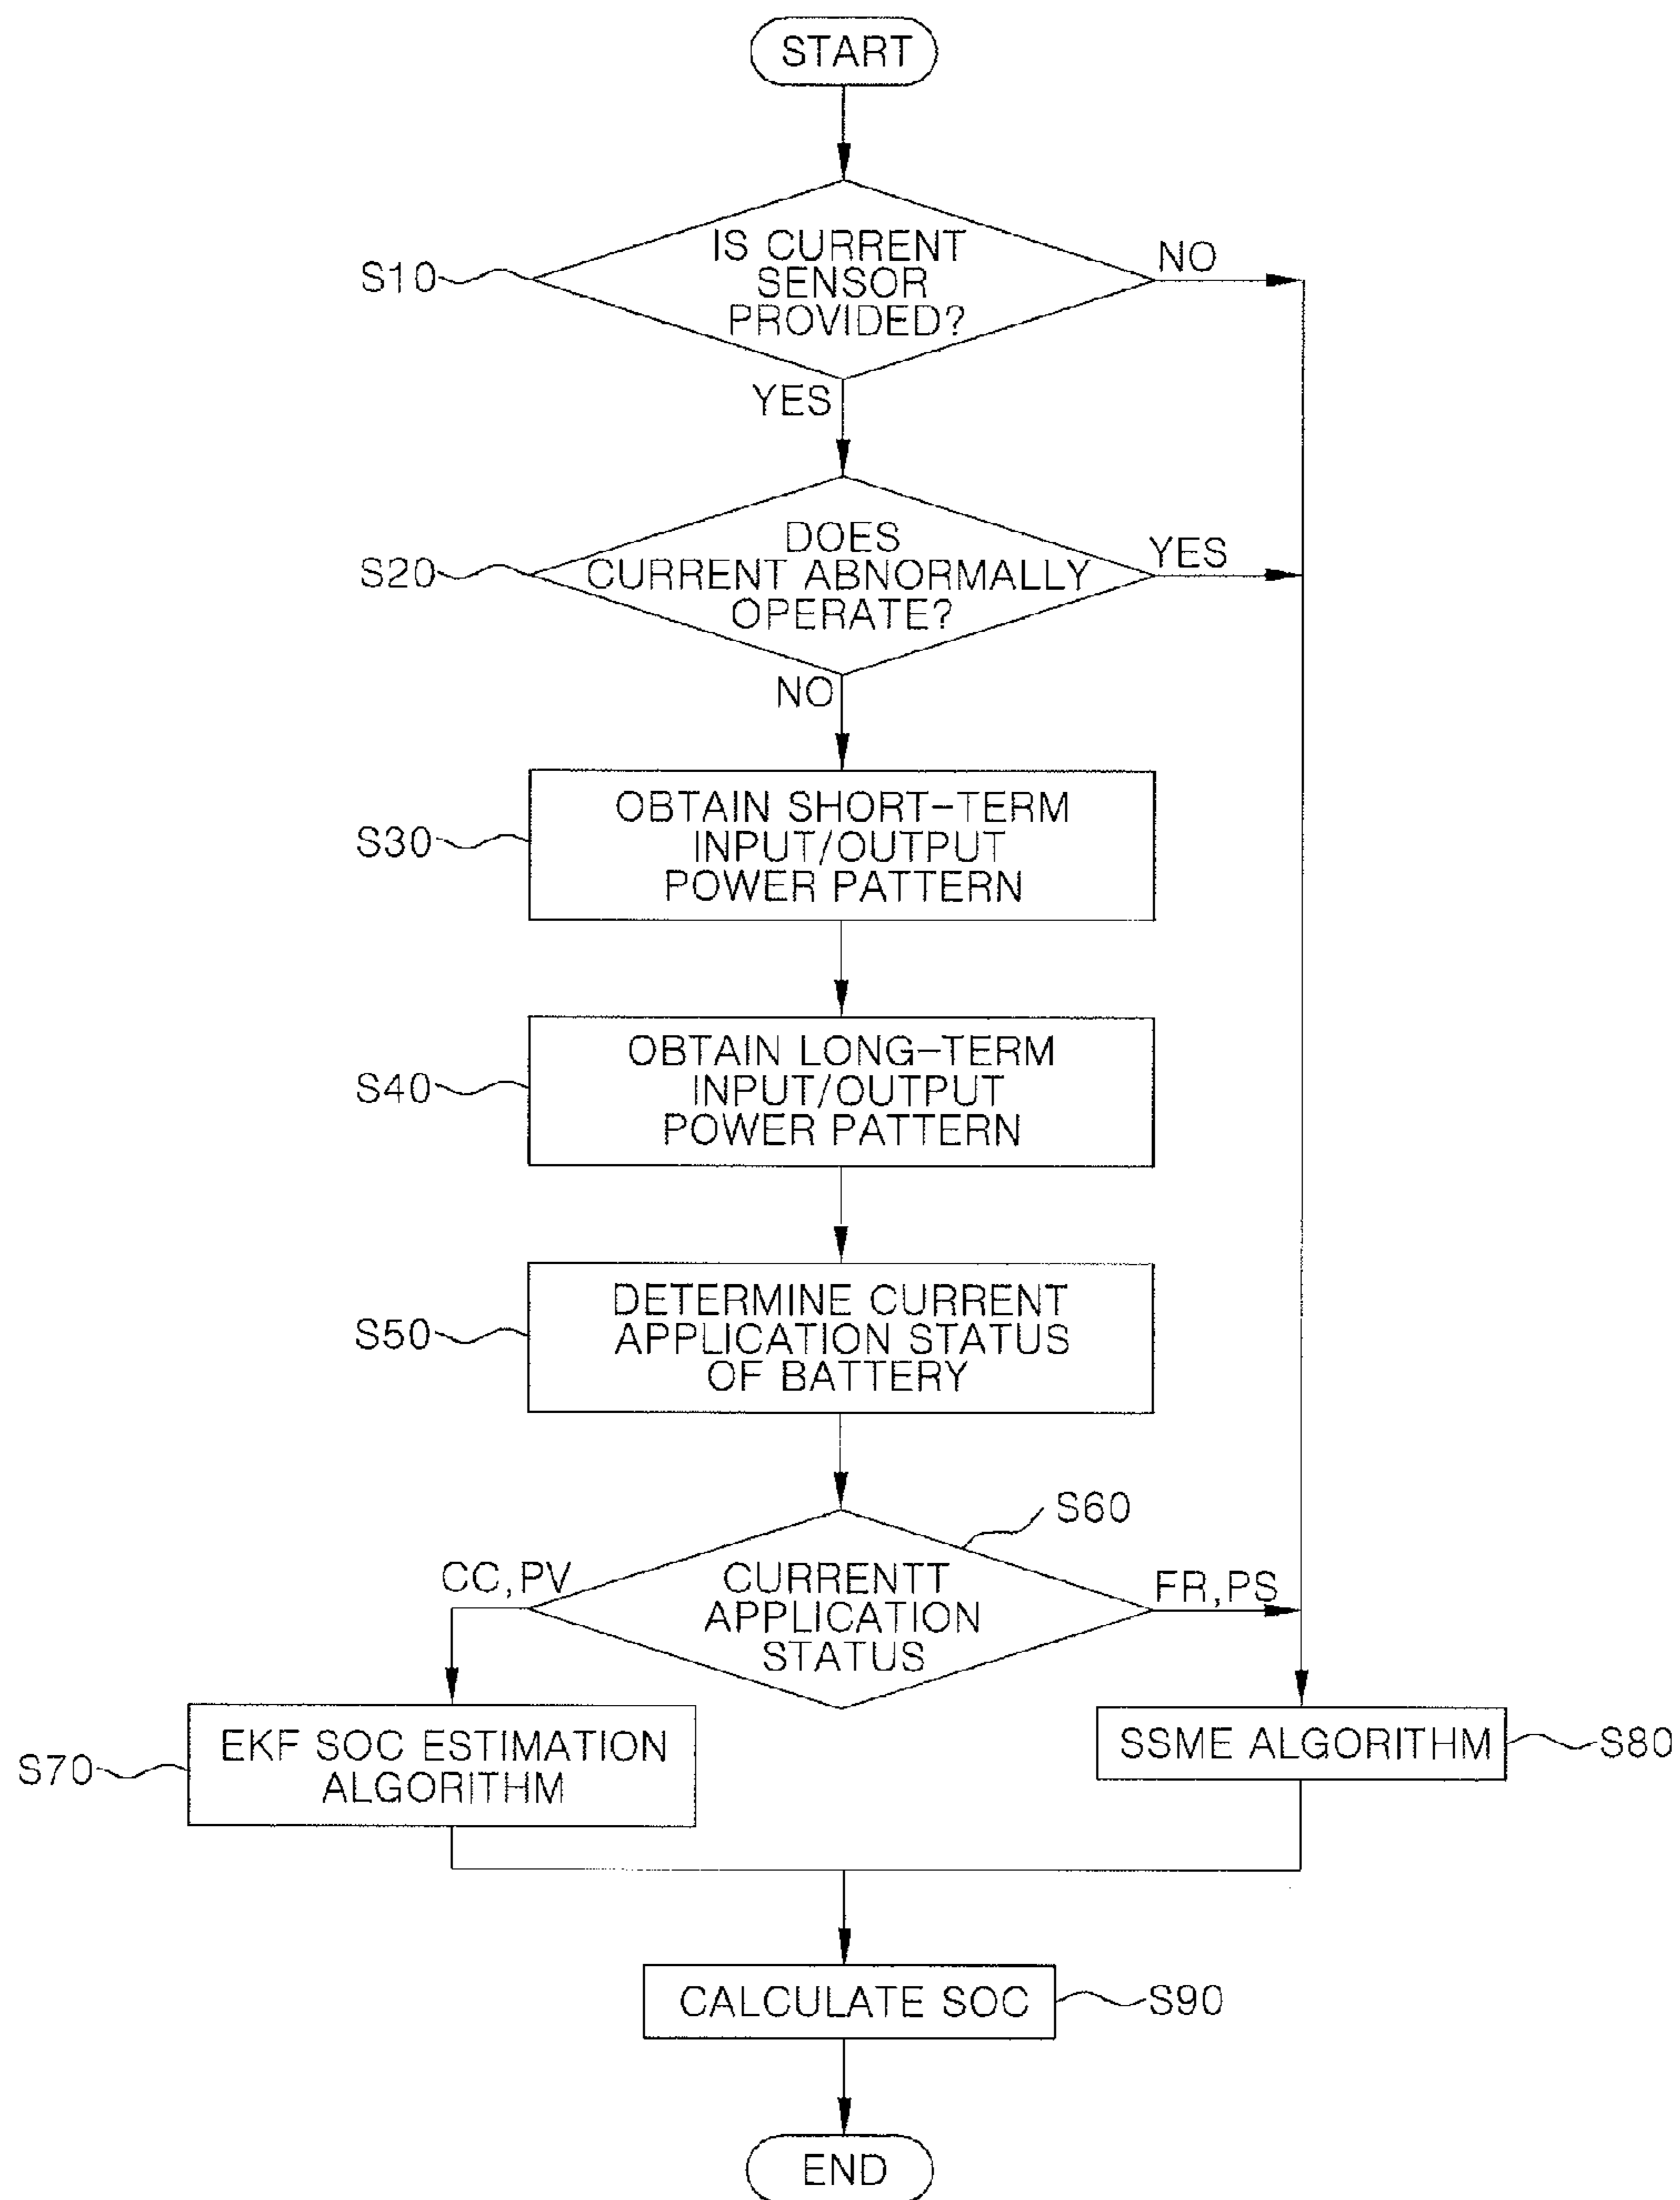 START
IS CURRENT
SENSOR
PROVIDED?
S10
NO
YES
DOES
CURRENT ABNORMALLY
OPERATE?
S20
YES
NO
OBTAIN SHORT-TERM
INPUT/OUTPUT
POWER PATTERN
S30
OBTAIN LONG-TERM
INPUT/OUTPUT
POWER PATTERN
S40
DETERMINE CURRENT
APPLICATION STATUS
OF BATTERY
S50
S60
CURRENTT
APPLICATION
STATUS
CC, PV
FR, PS
EKF SOC ESTIMATION
ALGORITHM
S70
SSME ALGORITHM
S80
CALCULATE SOC
S90
END